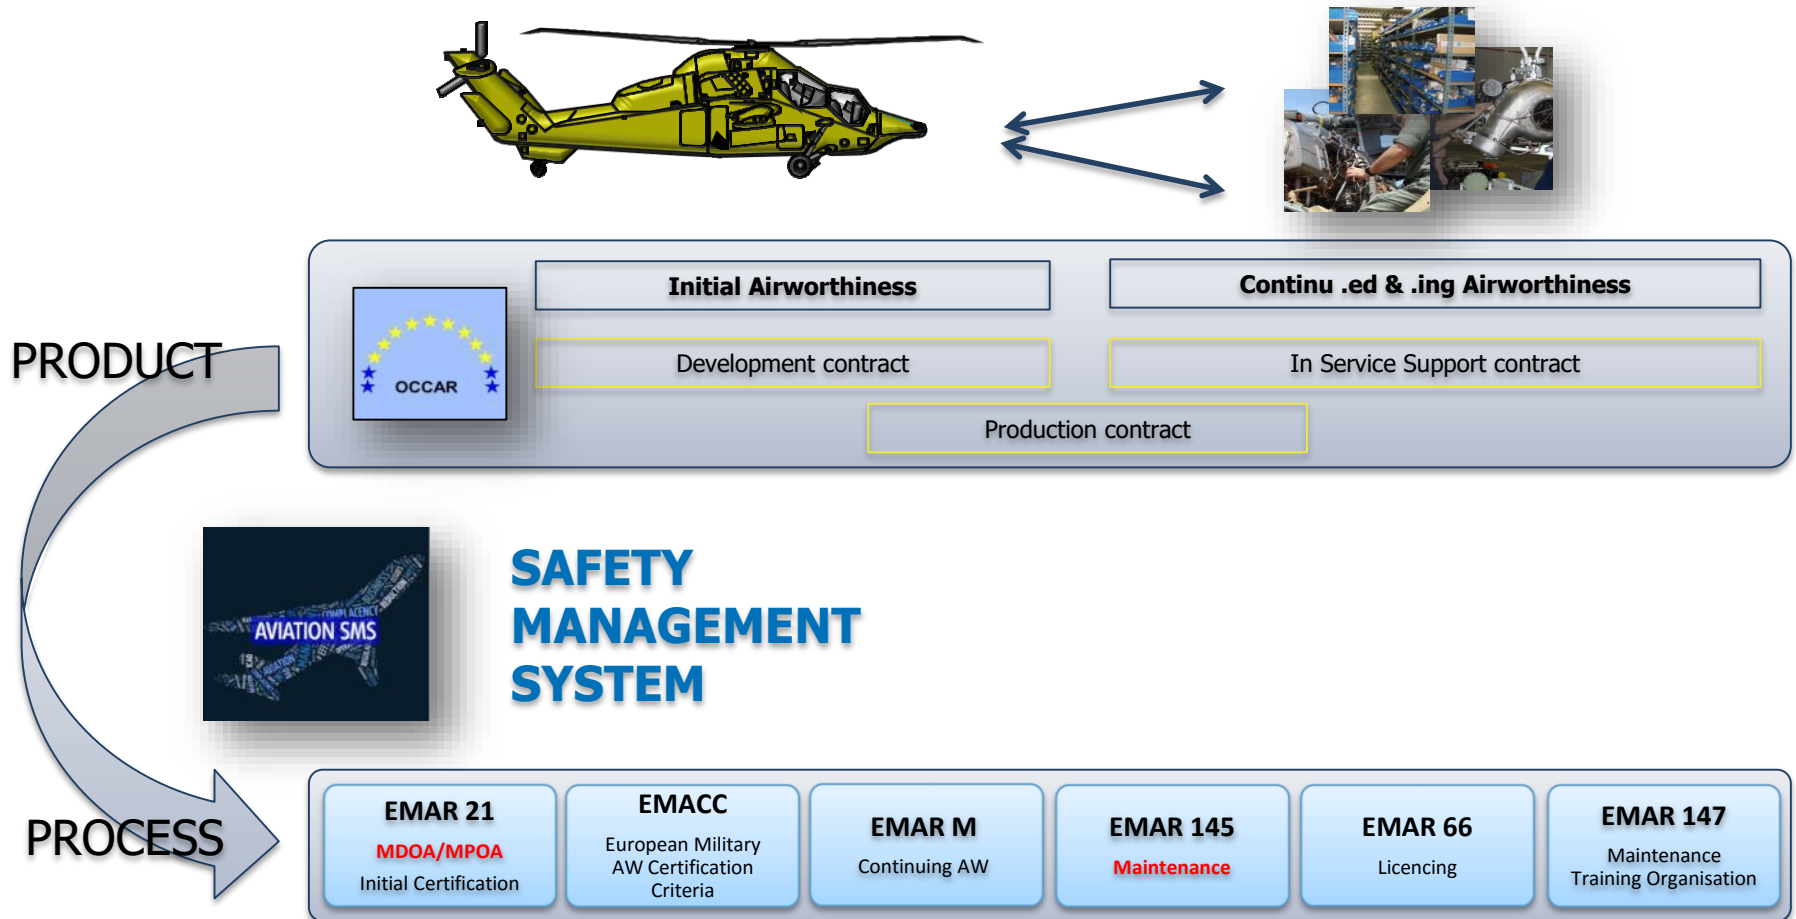 Initial Airworthiness
Continu .ed & .ing Airworthiness
PRODUCT
OCCAR
Development contract
In Service Support contract
Production contract
COMPLACENCY
AVIATION SMS
SAFETY
MANAGEMENT
SYSTEM
PROCESS
EMAR 21
MDOA/MPOA
Initial Certification
EMACC
European Military
AW Certification
Criteria
EMAR M
Continuing AW
EMAR 145
Maintenance
EMAR 66
Licencing
EMAR 147
Maintenance
Training Organisation